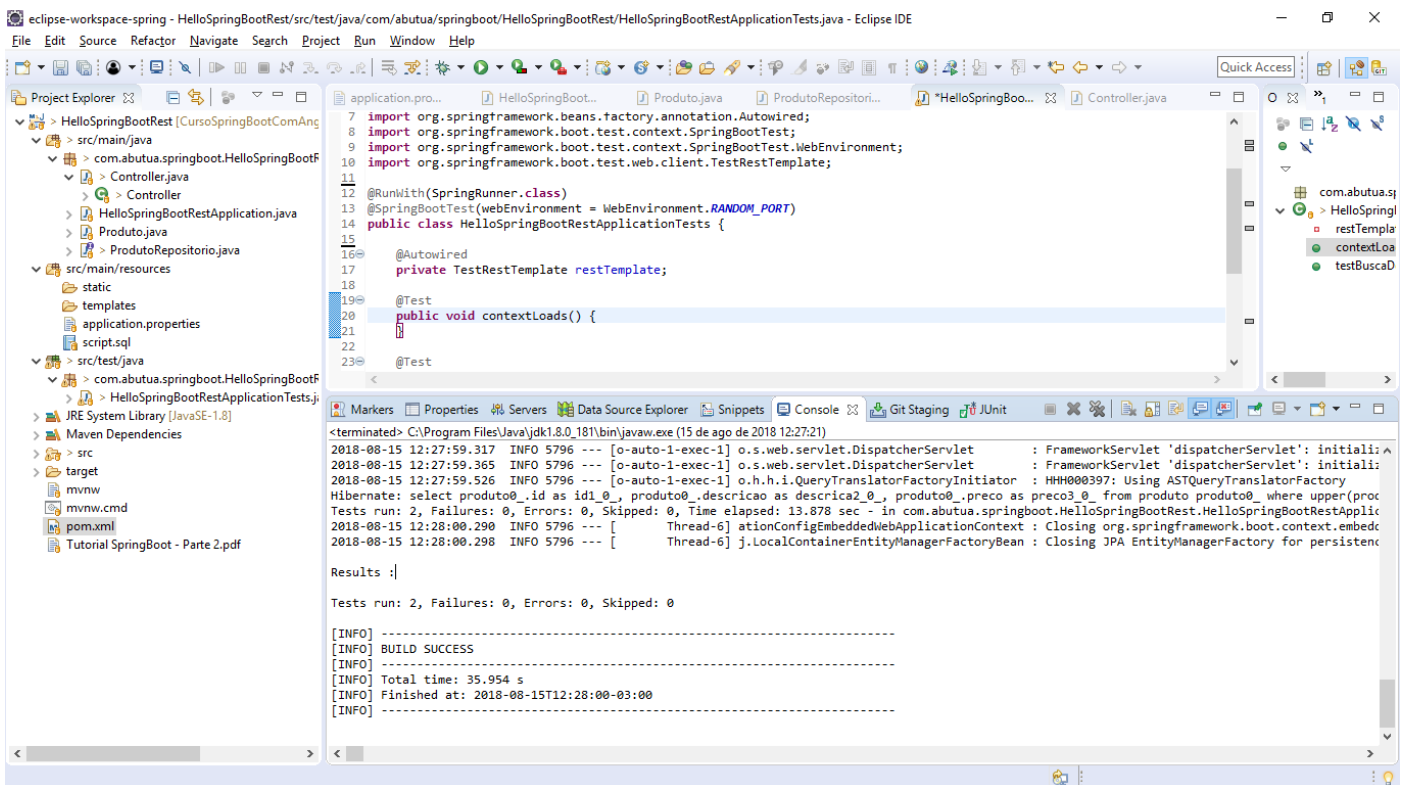 eclipse-workspace-spring - HelloSpringBootRest/src/test/java/com/abutua/springboot/HelloSpringBootRest/HelloSpringBootRestApplicationTests.java - Eclipse IDE
File Edit Source Refactor Navigate Search Project Run Window Help
Quick Access
Project Explorer
> HelloSpringBootRest [CursoSpringBootComAng
> src/main/java
> com.abutua.springboot.HelloSpringBootR
> Controller.java
> Controller
HelloSpringBootRestApplication.java
Produto.java
> ProdutoRepositorio.java
src/main/resources
static
templates
application.properties
script.sql
> src/test/java
> com.abutua.springboot.HelloSpringBootR
> HelloSpringBootRestApplicationTests.ja
JRE System Library [JavaSE-1.8]
Maven Dependencies
> src
target
mvnw
mvnw.cmd
pom.xml
Tutorial SpringBoot - Parte 2.pdf
application.pro... HelloSpringBoot... Produto.java ProdutoRepositori... *HelloSpringBoo... Controller.java
7 import org.springframework.beans.factory.annotation.Autowired;
8 import org.springframework.boot.test.context.SpringBootTest;
9 import org.springframework.boot.test.context.SpringBootTest.WebEnvironment;
10 import org.springframework.boot.test.web.client.TestRestTemplate;
11
12 @RunWith(SpringRunner.class)
13 @SpringBootTest(webEnvironment = WebEnvironment.RANDOM_PORT)
14 public class HelloSpringBootRestApplicationTests {
15
16 @Autowired
17 private TestRestTemplate restTemplate;
18
19 @Test
20 public void contextLoads() {
21 }
22
23 @Test
O
1
com.abutua.sp
> HelloSpringl
restTempla
contextLoa
testBuscaD
Markers Properties Servers Data Source Explorer Snippets Console Git Staging JUnit
<terminated> C:\Program Files\Java\jdk1.8.0_181\bin\javaw.exe (15 de ago de 2018 12:27:21)
2018-08-15 12:27:59.317 INFO 5796 --- [o-auto-1-exec-1] o.s.web.servlet.DispatcherServlet : FrameworkServlet 'dispatcherServlet': initializ
2018-08-15 12:27:59.365 INFO 5796 --- [o-auto-1-exec-1] o.s.web.servlet.DispatcherServlet : FrameworkServlet 'dispatcherServlet': initializ
2018-08-15 12:27:59.526 INFO 5796 --- [o-auto-1-exec-1] o.h.h.i.QueryTranslatorFactoryInitiator : HHH000397: Using ASTQueryTranslatorFactory
Hibernate: select produto0_.id as id1_0_, produto0_.descricao as descrica2_0_, produto0_.preco as preco3_0_ from produto produto0_ where upper(proc
Tests run: 2, Failures: 0, Errors: 0, Skipped: 0, Time elapsed: 13.878 sec - in com.abutua.springboot.HelloSpringBootRest.HelloSpringBootRestApplic
2018-08-15 12:28:00.290 INFO 5796 --- [ Thread-6] ationConfigEmbeddedWebApplicationContext : Closing org.springframework.boot.context.embedc
2018-08-15 12:28:00.298 INFO 5796 --- [ Thread-6] j.LocalContainerEntityManagerFactoryBean : Closing JPA EntityManagerFactory for persistenc
Results :
Tests run: 2, Failures: 0, Errors: 0, Skipped: 0
[INFO] ------------------------------------------------------------------------
[INFO] BUILD SUCCESS
[INFO] ------------------------------------------------------------------------
[INFO] Total time: 35.954 s
[INFO] Finished at: 2018-08-15T12:28:00-03:00
[INFO] ------------------------------------------------------------------------